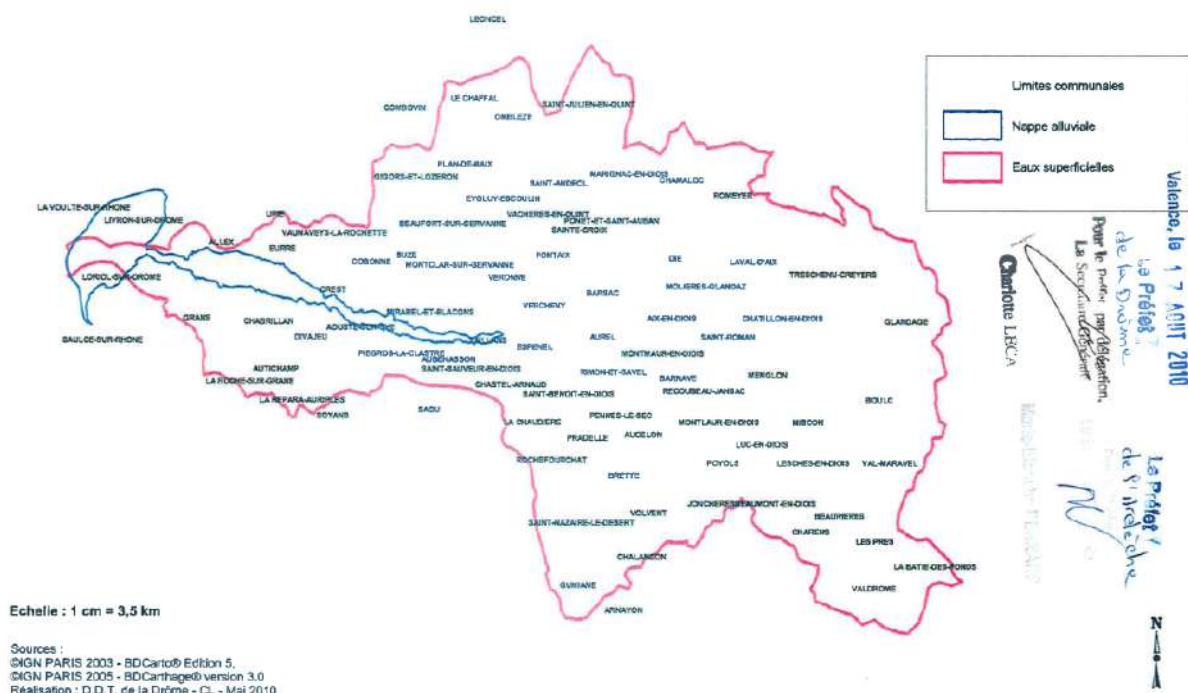 LEONCEL
LE CHAFFAL
COMBOVIN
SAINT-JULIEN-EN-QUINT
OMBLEZE
Limites communales
Nappe alluviale
Eaux superficielles
PLAN-DE-BAIX
GIGORS-ET-LOZERON
MARIGNAC-EN-DIOIS
CHAMALOC
SAINT-ANDEOL
ROMEYER
EYGLUY-ESCOULIN
LA VOULTE-SUR-RHONE
LIVRON-SUR-DROME
VACHERES-EN-QUINT
PONET-ET-SAINT-AUBAN
BEAUFORT-SUR-GERVANNE
SAINTE-CROIX
VAUNAVEYS-LA-ROCHETTE
ALLEX
EURRE
SUZE
COBONNE
PONTAIX
DIE
LAVAL-D'AIX
MONTCLAR-SUR-GERVANNE
LORIOL-SUR-DROME
VERONNE
TRESCHENU-CREYERS
CREST
BARSAC
MOLIERES-GLANDAZ
VERCHENY
MIRABEL-ET-BLACONS
GRANE
CHABRILLAN
AIX-EN-DIOIS
CHATILLON-EN-DIOIS
GLANDAGE
AOUSTE-SUR-SYE
SAULCE-SUR-RHONE
DIVAJEU
SAILLANS
ESPENEL
AUREL
SAINT-ROMAN
PIEGROS-LA-CLASTRE
AUBENASSON
MONTMAUR-EN-DIOIS
AUTICHAMP
SAINT-SAUVEUR-EN-DIOIS
RIMON-ET-SAVEL
BARNAVE
MENGLON
LA ROCHE-SUR-GRANE
CHASTEL-ARNAUD
SAINT-BENOIT-EN-DIOIS
RECOUBEAU-JANSAC
LA REPARA-AURIPLES
BOULC
SOYANS
SAOU
LA CHAUDIERE
PENNES-LE-SEC
MONTLAUR-EN-DIOIS
MISCON
PRADELLE
AUCELON
LUC-EN-DIOIS
ROCHEFOURCHAT
POYOLS
LESCHES-EN-DIOIS
VAL-MARAVEL
BRETTE
JONCHERES
BEAUMONT-EN-DIOIS
VOLVENT
SAINT-NAZAIRE-LE-DESERT
BEAURIERES
CHARENS
LES PRES
CHALANCON
LA BATIE-DES-FONDS
GUMIANE
VALDROME
ARNAYON
Valence, le 17 AOUT 2010
Le Préfet
de la Drôme
Pour le Préfet, par délégation,
La Secrétaire Générale
Charlotte LECA
Le Préfet
de l'Ardèche
N
Echelle : 1 cm = 3,5 km
Sources :
©IGN PARIS 2003 - BDCarto® Edition 5,
©IGN PARIS 2005 - BDCarthage® version 3.0
Réalisation : D.D.T. de la Drôme - CL - Mai 2010